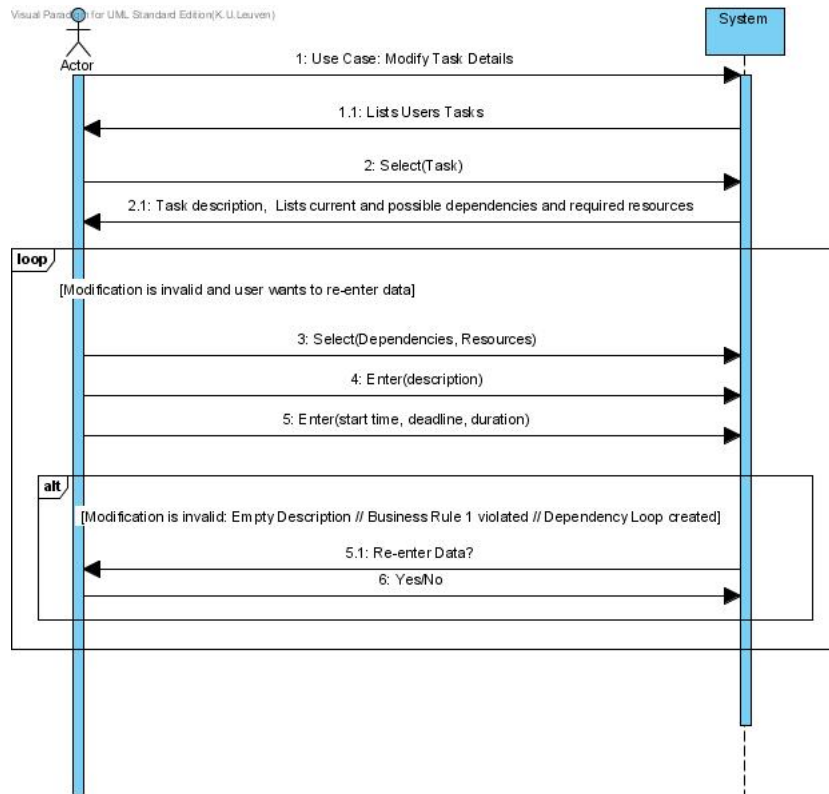 Visual Paradigm for UML Standard Edition(K.U.Leuven)
System
Actor
1: Use Case: Modify Task Details
1.1: Lists Users Tasks
2: Select(Task)
2.1: Task description, Lists current and possible dependencies and required resources
loop
[Modification is invalid and user wants to re-enter data]
3: Select(Dependencies, Resources)
4: Enter(description)
5: Enter(start time, deadline, duration)
alt
[Modification is invalid: Empty Description // Business Rule 1 violated // Dependency Loop created]
5.1: Re-enter Data?
6: Yes/No